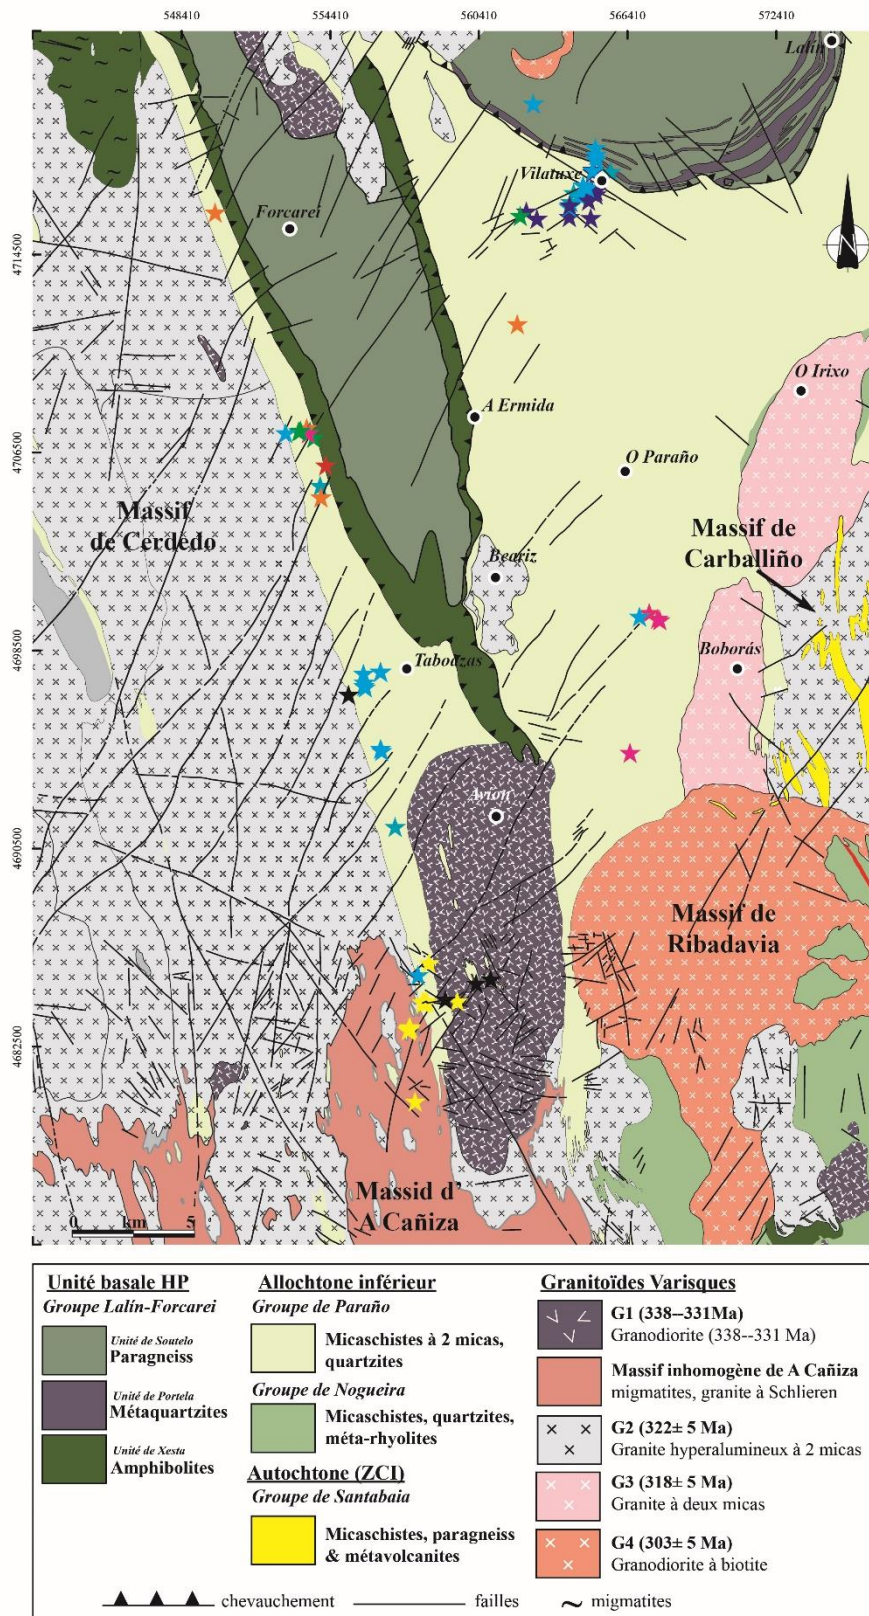 548410 554410 560410 566410 572410
Lalín
Vilatuxe
Forcarei
N
4714500
O Irixo
A Ermida
4706500
O Paraño
Massif
de Cerdedo
Massif de
Carballiño
Beariz
4698500
Taboazas
Boborás
Avión
4690500
Massif de
Ribadavia
4682500
Massid d'
A Cañiza
0 km 5
Unité basale HP
Groupe Lalín-Forcarei
Unité de Soutelo
Paragneiss
Unité de Portela
Métaquartzites
Unité de Xesta
Amphibolites
Allochtone inférieur
Groupe de Paraño
Micaschistes à 2 micas,
quartzites
Groupe de Nogueira
Micaschistes, quartzites,
méta-rhyolites
Autochtone (ZCI)
Groupe de Santabaia
Micaschistes, paragneiss
& métavolcanites
Granitoïdes Varisques
G1 (338--331Ma)
Granodiorite (338--331 Ma)
Massif inhomogène de A Cañiza
migmatites, granite à Schlieren
G2 (322± 5 Ma)
Granite hyperalumineux à 2 micas
G3 (318± 5 Ma)
Granite à deux micas
G4 (303± 5 Ma)
Granodiorite à biotite
chevauchement failles ~ migmatites